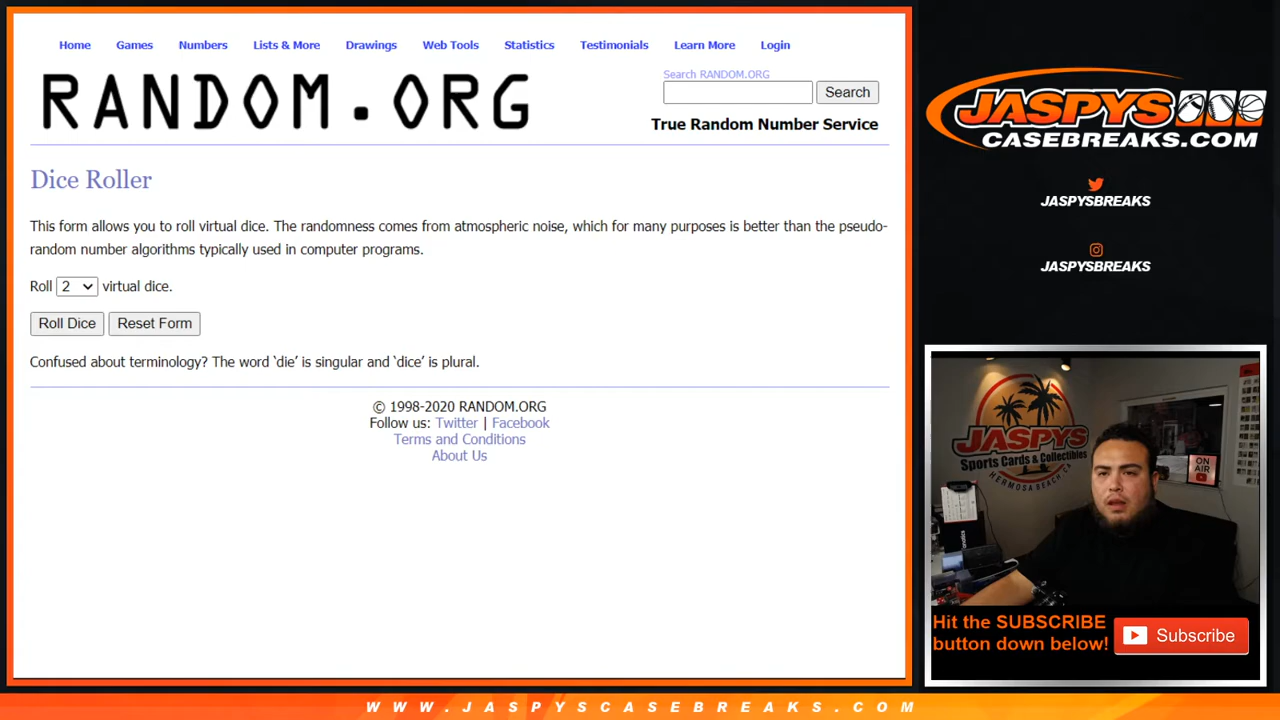 Home Games Numbers Lists & More Drawings Web Tools Statistics Testimonials Learn More Login
RANDOM.ORG
Search RANDOM.ORG
Search
True Random Number Service
Dice Roller
This form allows you to roll virtual dice. The randomness comes from atmospheric noise, which for many purposes is better than the pseudo-
random number algorithms typically used in computer programs.
Roll 2 virtual dice.
Roll Dice Reset Form
Confused about terminology? The word ‘die’ is singular and ‘dice’ is plural.
© 1998-2020 RANDOM.ORG
Follow us: Twitter | Facebook
Terms and Conditions
About Us
JASPYS
CASEBREAKS.COM
JASPYSBREAKS
JASPYSBREAKS
JASPYS
Sports Cards & Collectibles
HERMOSA BEACH, CA
ON
AIR
Hit the SUBSCRIBE
button down below!
Subscribe
WWW.JASPYSCASEBREAKS.COM